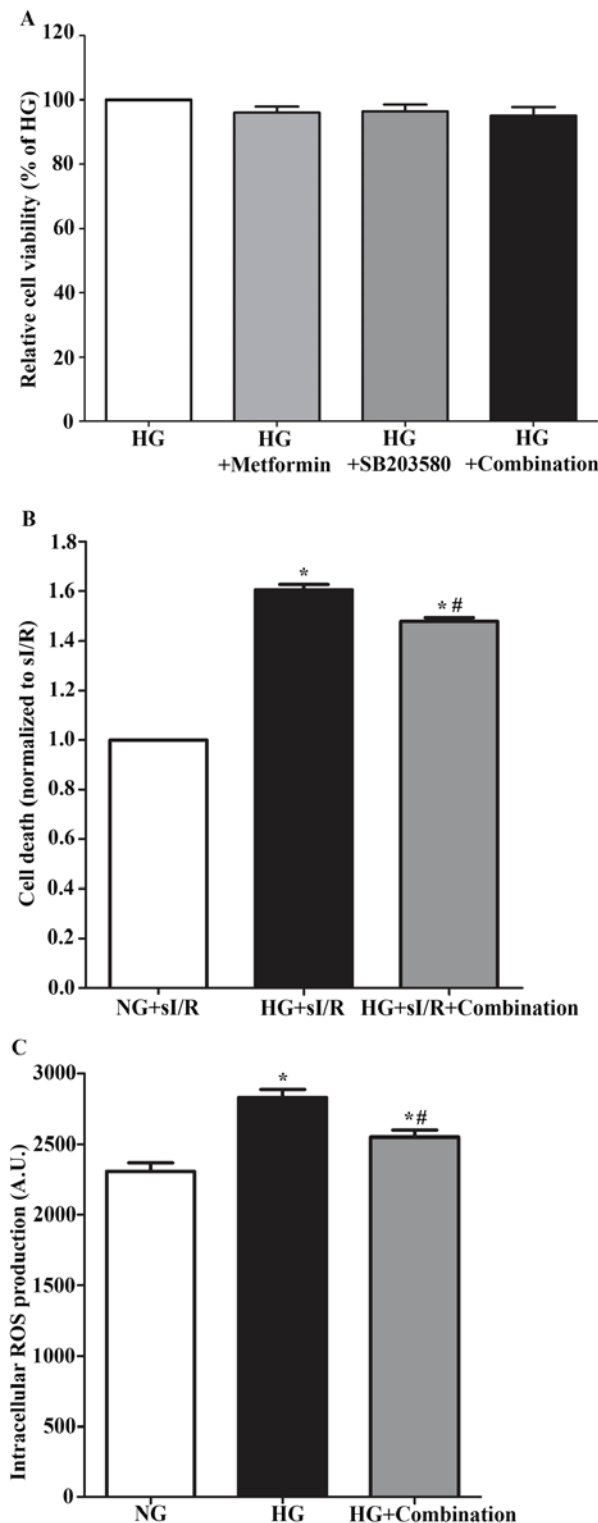 A
Relative cell viability (% of HG)
120
100
80
60
40
20
0
HG
HG
+Metformin
HG
+SB203580
HG
+Combination
B
Cell death (normalized to sI/R)
1.8
1.6
1.4
1.2
1.0
0.8
0.6
0.4
0.2
0.0
*
*#
NG+sI/R
HG+sI/R
HG+sI/R+Combination
C
Intracellular ROS production (A.U.)
3000
2500
2000
1500
1000
500
0
*
*#
NG
HG
HG+Combination